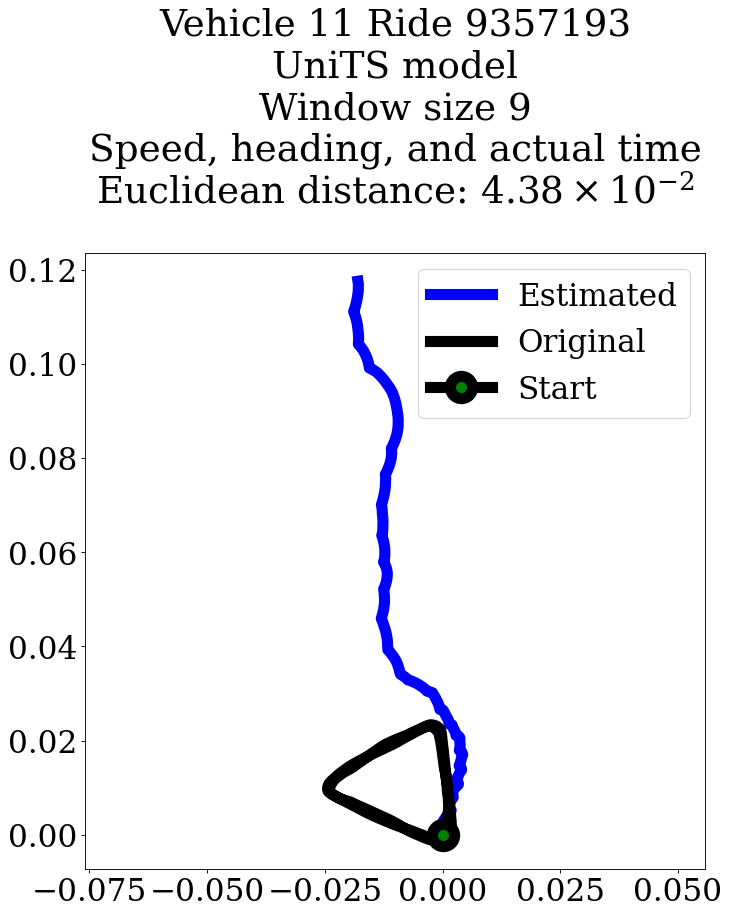 Vehicle 11 Ride 9357193
UniTS model
Window size 9
Speed, heading, and actual time
Euclidean distance: 4.38 × 10⁻²
0.12
Estimated
Original
0.10
Start
0.08
0.06
0.04
0.02
0.00
−0.075 −0.050 −0.025 0.000 0.025 0.050